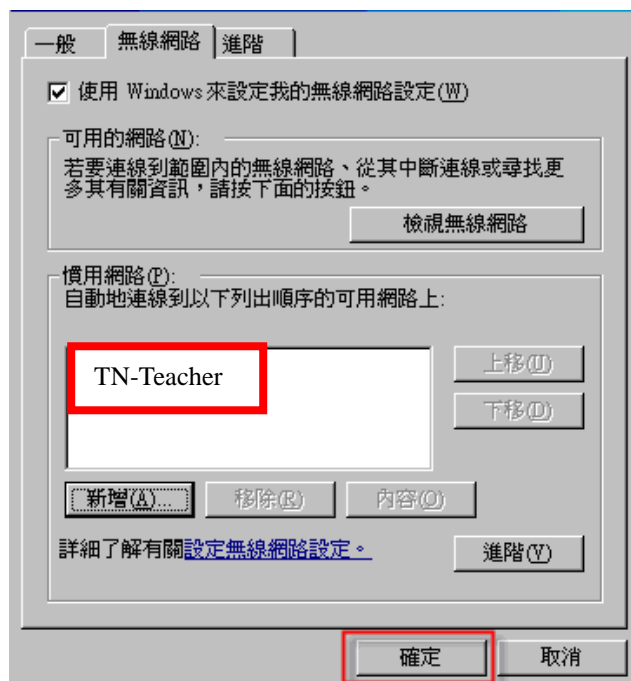 一般 無線網路 進階
使用 Windows 來設定我的無線網路設定(W)
可用的網路(N):
若要連線到範圍內的無線網路、從其中斷連線或尋找更
多其有關資訊，請按下面的按鈕。
檢視無線網路
慣用網路(P):
自動地連線到以下列出順序的可用網路上:
TN-Teacher
上移(U)
下移(D)
新增(A)... 移除(R) 內容(O)
詳細了解有關設定無線網路設定。 進階(V)
確定 取消